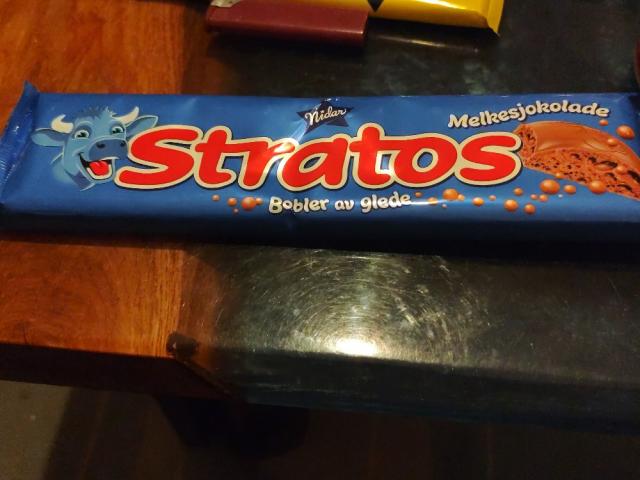 Nidar
Melkesjokolade
Stratos
Bobler av glede